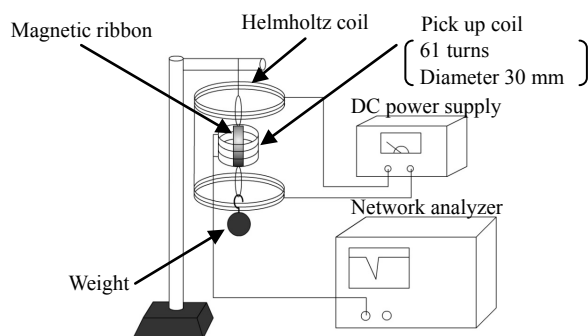 Magnetic ribbon
Helmholtz coil
Pick up coil
61 turns
Diameter 30 mm
DC power supply
Network analyzer
Weight